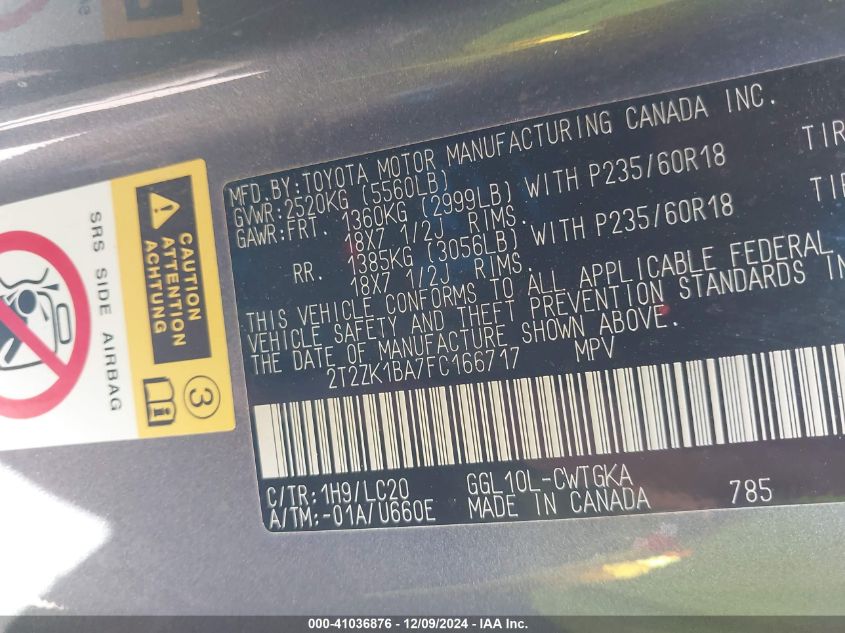 MFD. BY: TOYOTA MOTOR MANUFACTURING CANADA INC.
GVWR: 2520KG (5560LB)
GAWR: FRT. 1360KG (2999LB) WITH P235/60R18 TIR
18X7 1/2J RIMS.
RR. 1385KG (3056LB) WITH P235/60R18 TIR
18X7 1/2J RIMS.
THIS VEHICLE CONFORMS TO ALL APPLICABLE FEDERAL
VEHICLE SAFETY AND THEFT PREVENTION STANDARDS IN
THE DATE OF MANUFACTURE SHOWN ABOVE.
2T2ZK1BA7FC166717 MPV
C/TR: 1H9/LC20 GGL10L-CWTGKA
A/TM: -01A/U660E MADE IN CANADA 785
CAUTION
ATTENTION
ACHTUNG
SRS SIDE AIRBAG
3
000-41036876 - 12/09/2024 - IAA Inc.